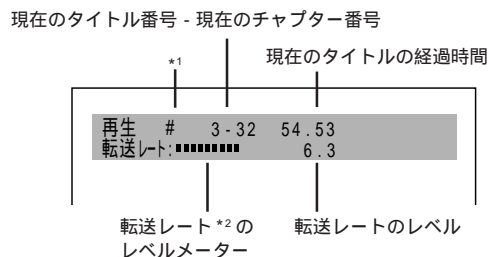 現在のタイトル番号 - 現在のチャプター番号
*1
現在のタイトルの経過時間
再生 # 3-32 54.53
転送レート: 6.3
転送レート *2 の
レベルメーター
転送レートのレベル